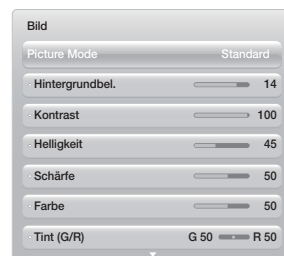 Bild
Picture Mode Standard
Hintergrundbel. 14
Kontrast 100
Helligkeit 45
Schärfe 50
Farbe 50
Tint (G/R) G 50 R 50